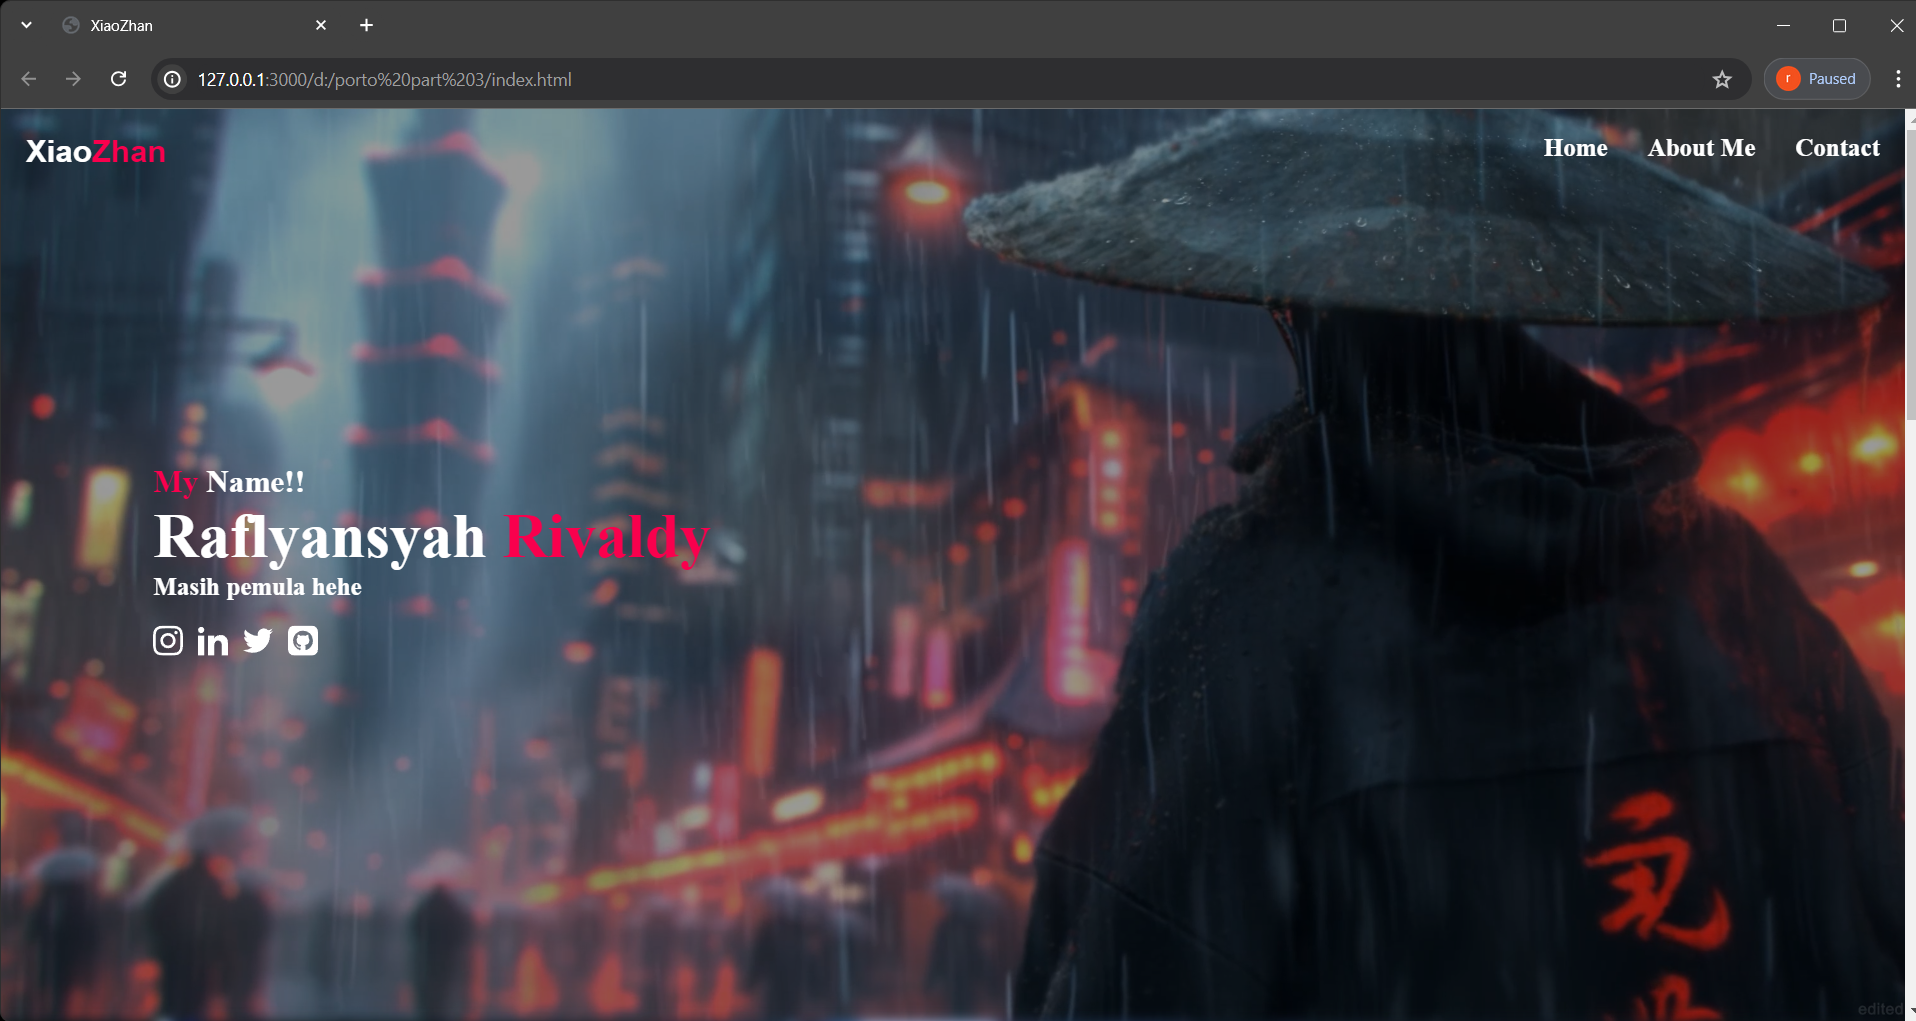 XiaoZhan
127.0.0.1:3000/d:/porto%20part%203/index.html
r
Paused
XiaoZhan
Home
About Me
Contact
My Name!!
Raflyansyah Rivaldy
Masih pemula hehe
in
edited